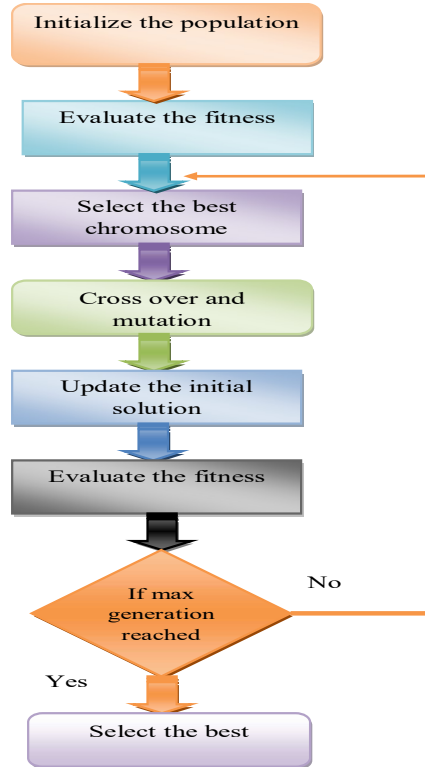 Initialize the population
Evaluate the fitness
Select the best
chromosome
Cross over and
mutation
Update the initial
solution
Evaluate the fitness
If max
generation
reached
No
Yes
Select the best